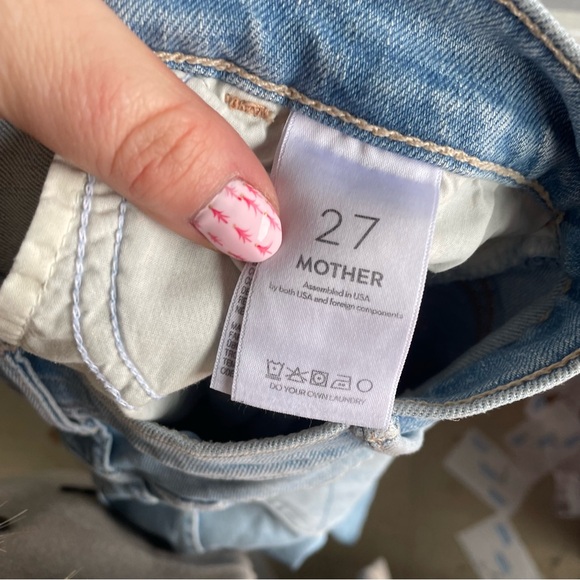 27
MOTHER
Assembled in USA
by both USA and foreign components
DO YOUR OWN LAUNDRY